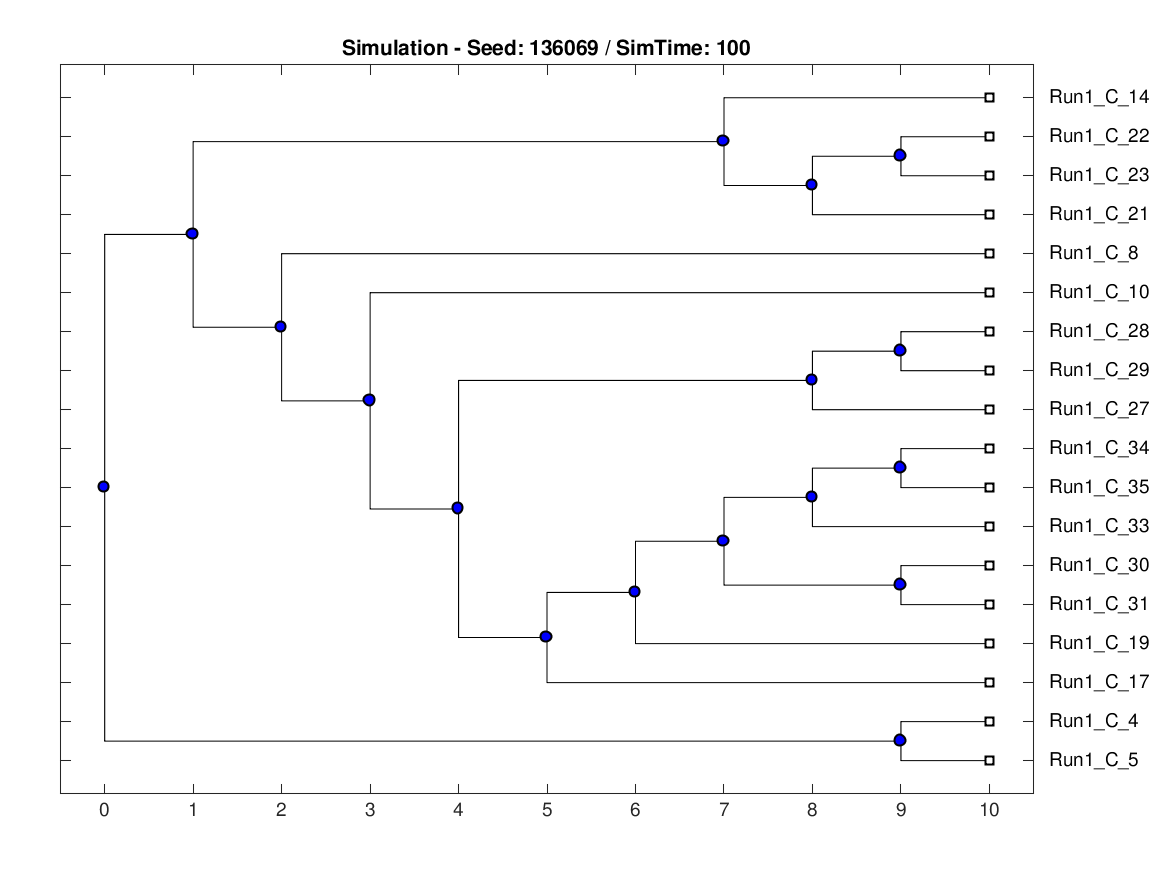 Simulation - Seed: 136069 / SimTime: 100
Run1_C_14
Run1_C_22
Run1_C_23
Run1_C_21
Run1_C_8
Run1_C_10
Run1_C_28
Run1_C_29
Run1_C_27
Run1_C_34
Run1_C_35
Run1_C_33
Run1_C_30
Run1_C_31
Run1_C_19
Run1_C_17
Run1_C_4
Run1_C_5
0 1 2 3 4 5 6 7 8 9 10